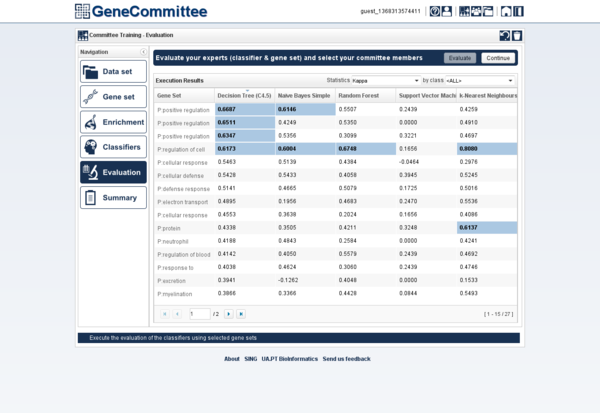 GeneCommittee
guest_1368313574411
Committee Training - Evaluation
Navigation
Evaluate your experts (classifier & gene set) and select your committee members
Evaluate
Continue
Data set
Gene set
Enrichment
Classifiers
Evaluation
Summary
Execution Results
Statistics Kappa by class <ALL>
Gene Set Decision Tree (C4.5) Naive Bayes Simple Random Forest Support Vector Machi k-Nearest Neighbours
P:positive regulation 0.6687 0.6146 0.5507 0.2439 0.4259
P:positive regulation 0.6511 0.4249 0.5350 0.0000 0.4910
P:positive regulation 0.6347 0.5356 0.3099 0.3221 0.4697
P:regulation of cell 0.6173 0.6004 0.6748 0.1656 0.8080
P:cellular response 0.5463 0.5139 0.4384 -0.0464 0.2976
P:cellular defense 0.5428 0.5433 0.4058 0.3945 0.5245
P:defense response 0.5141 0.4665 0.5079 0.1725 0.5016
P:electron transport 0.4895 0.1956 0.4683 0.2470 0.5536
P:cellular response 0.4553 0.3638 0.2024 0.1656 0.4086
P:protein 0.4338 0.3505 0.4211 0.3248 0.6137
P:neutrophil 0.4188 0.4843 0.2584 0.0000 0.4241
P:regulation of blood 0.4142 0.4050 0.5579 0.2439 0.4692
P:response to 0.4038 0.4624 0.3060 0.2439 0.4746
P:excretion 0.3941 -0.1262 0.4048 0.0000 0.1533
P:myelination 0.3866 0.3366 0.4428 0.0844 0.5493
1 / 2
[ 1 - 15 / 27 ]
Execute the evaluation of the classifiers using selected gene sets
About SING UA.PT Bioinformatics Send us feedback